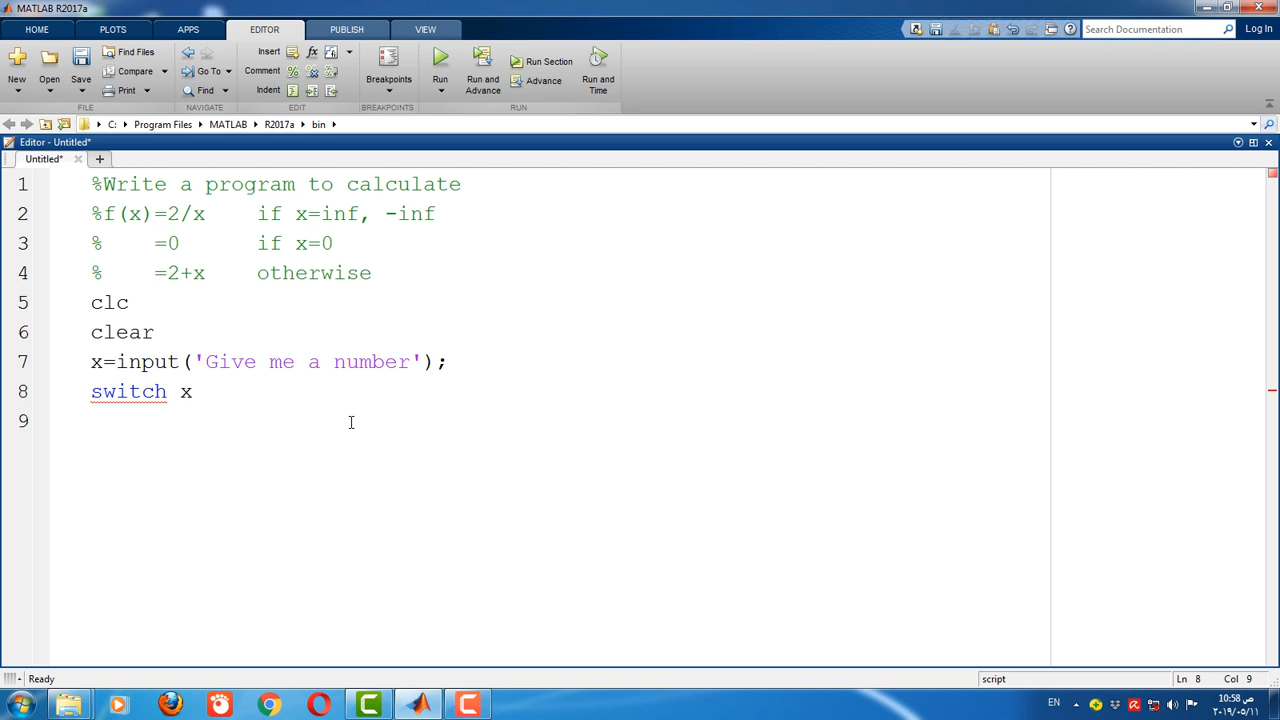 MATLAB R2017a
HOME PLOTS APPS EDITOR PUBLISH VIEW Search Documentation Log In
New Open Save Find Files Compare Print Go To Find Insert Comment Indent Breakpoints Run Run and Advance Run Section Advance Run and Time
FILE NAVIGATE EDIT BREAKPOINTS RUN
C: Program Files MATLAB R2017a bin
Editor - Untitled*
Untitled*
1 %Write a program to calculate
2 %f(x)=2/x    if x=inf, -inf
3 %    =0      if x=0
4 %    =2+x    otherwise
5 clc
6 clear
7 x=input('Give me a number');
8 switch x
9
Ready script Ln 8 Col 9
EN 10:58 ص
٢٠١٩/٠٥/١١